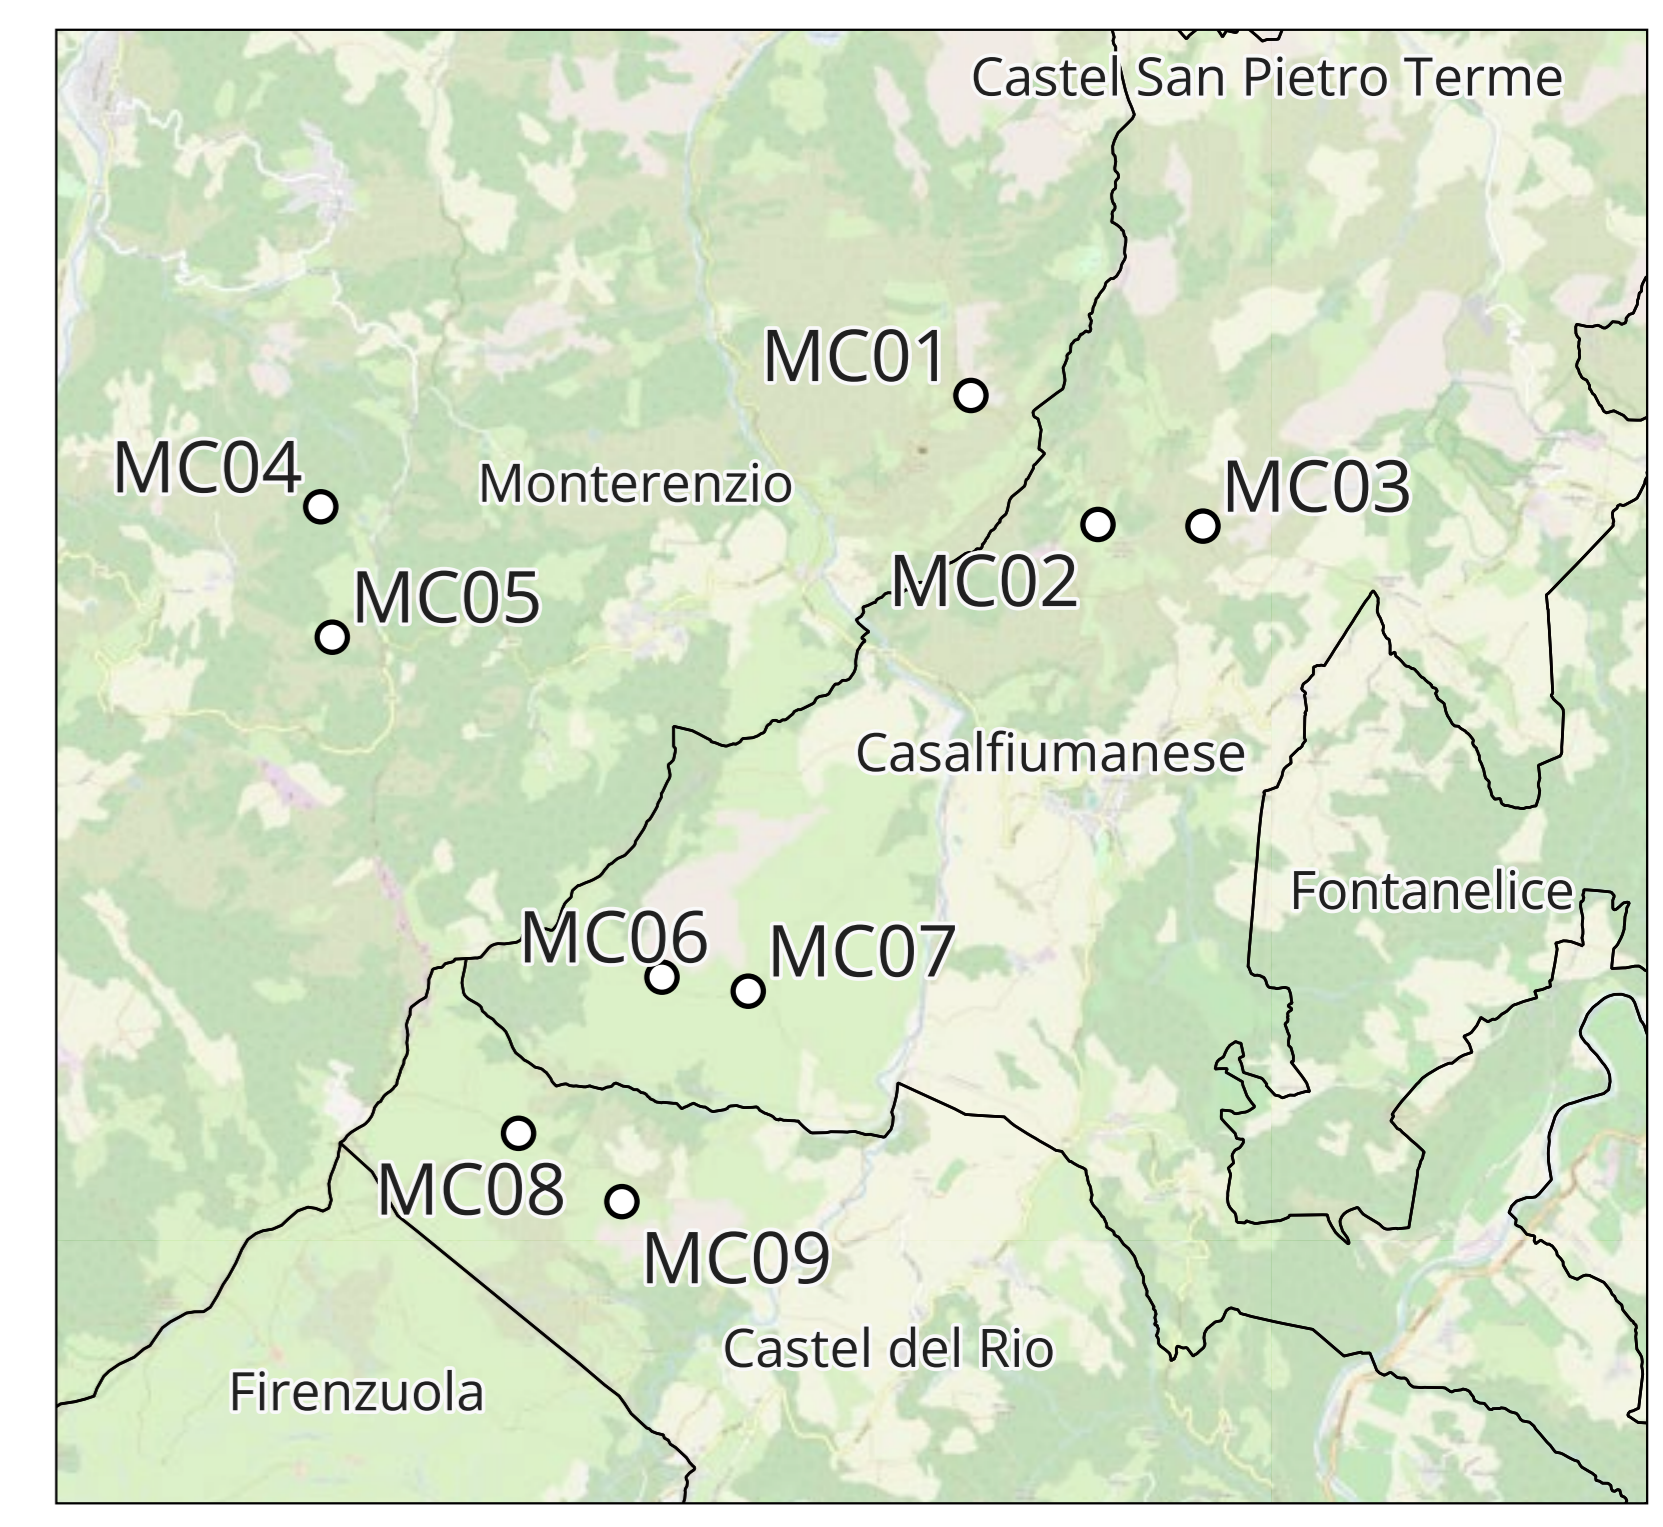 Castel San Pietro Terme
MC01
MC04
Monterenzio
MC03
MC02
MC05
Casalfiumanese
Fontanelice
MC06
MC07
MC08
MC09
Castel del Rio
Firenzuola